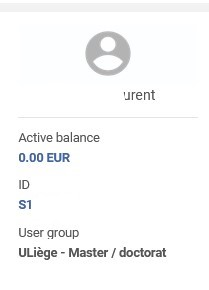 urent
Active balance
0.00 EUR
ID
S1
User group
ULiège - Master / doctorat